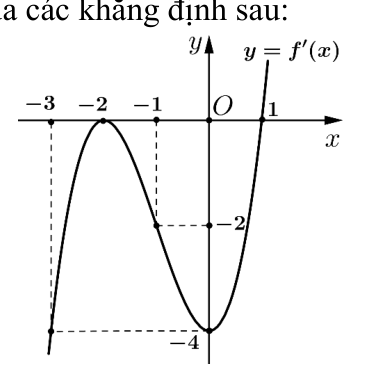 các khẳng định sau:
y
y = f'(x)
-3 -2 -1 O 1
x
-2
-4